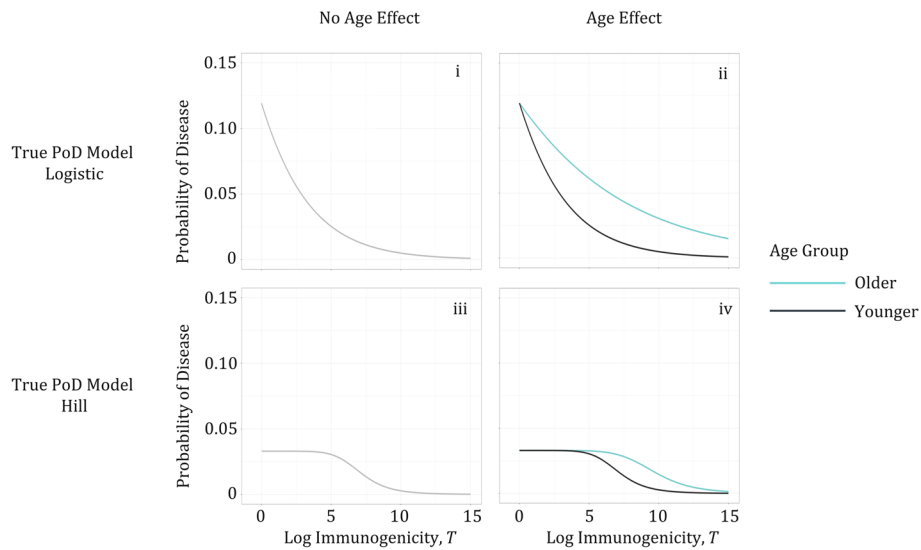 No Age Effect
Age Effect
True PoD Model
Logistic
Probability of Disease
0.15
0.10
0.05
0
i
ii
Age Group
Older
Younger
True PoD Model
Hill
Probability of Disease
0.15
0.10
0.05
0
iii
iv
0 5 10 15
0 5 10 15
Log Immunogenicity, T
Log Immunogenicity, T